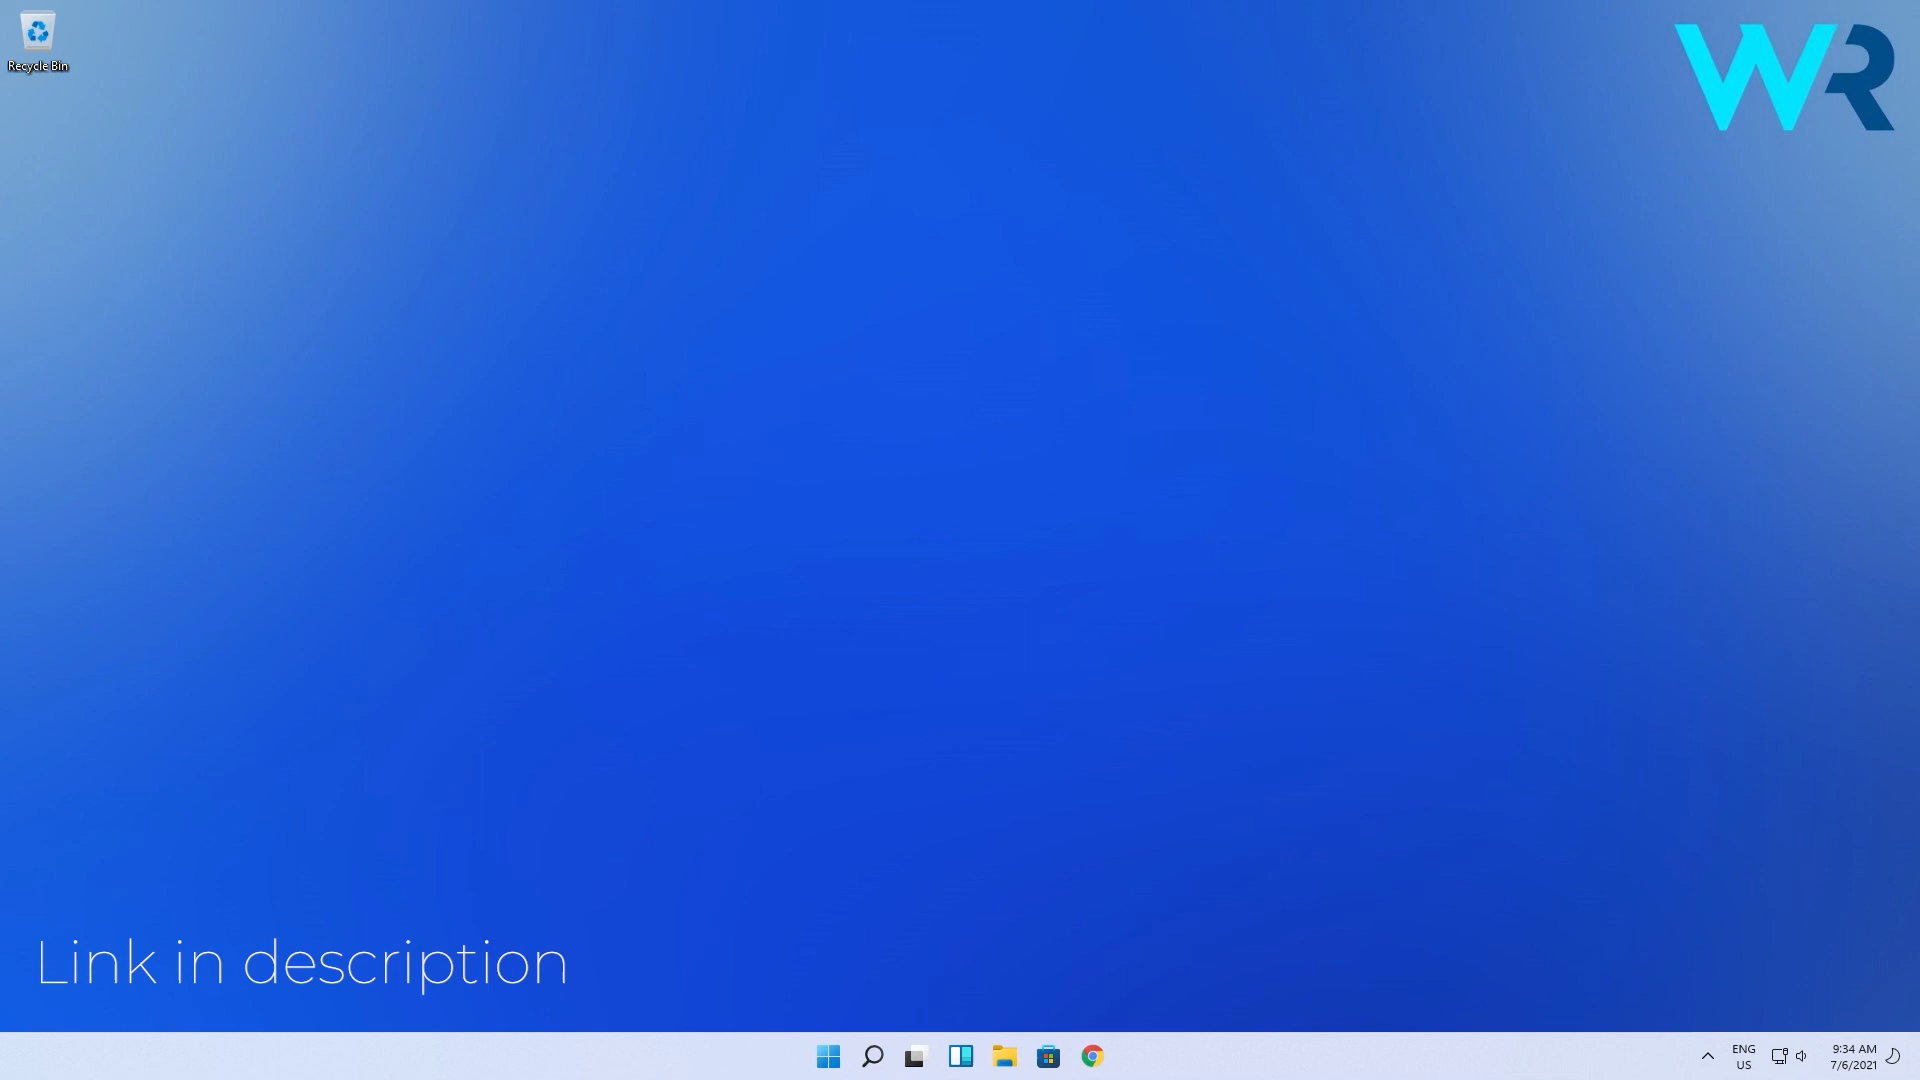 Recycle Bin
WR
Link in description
ENG
US
9:34 AM
7/6/2021